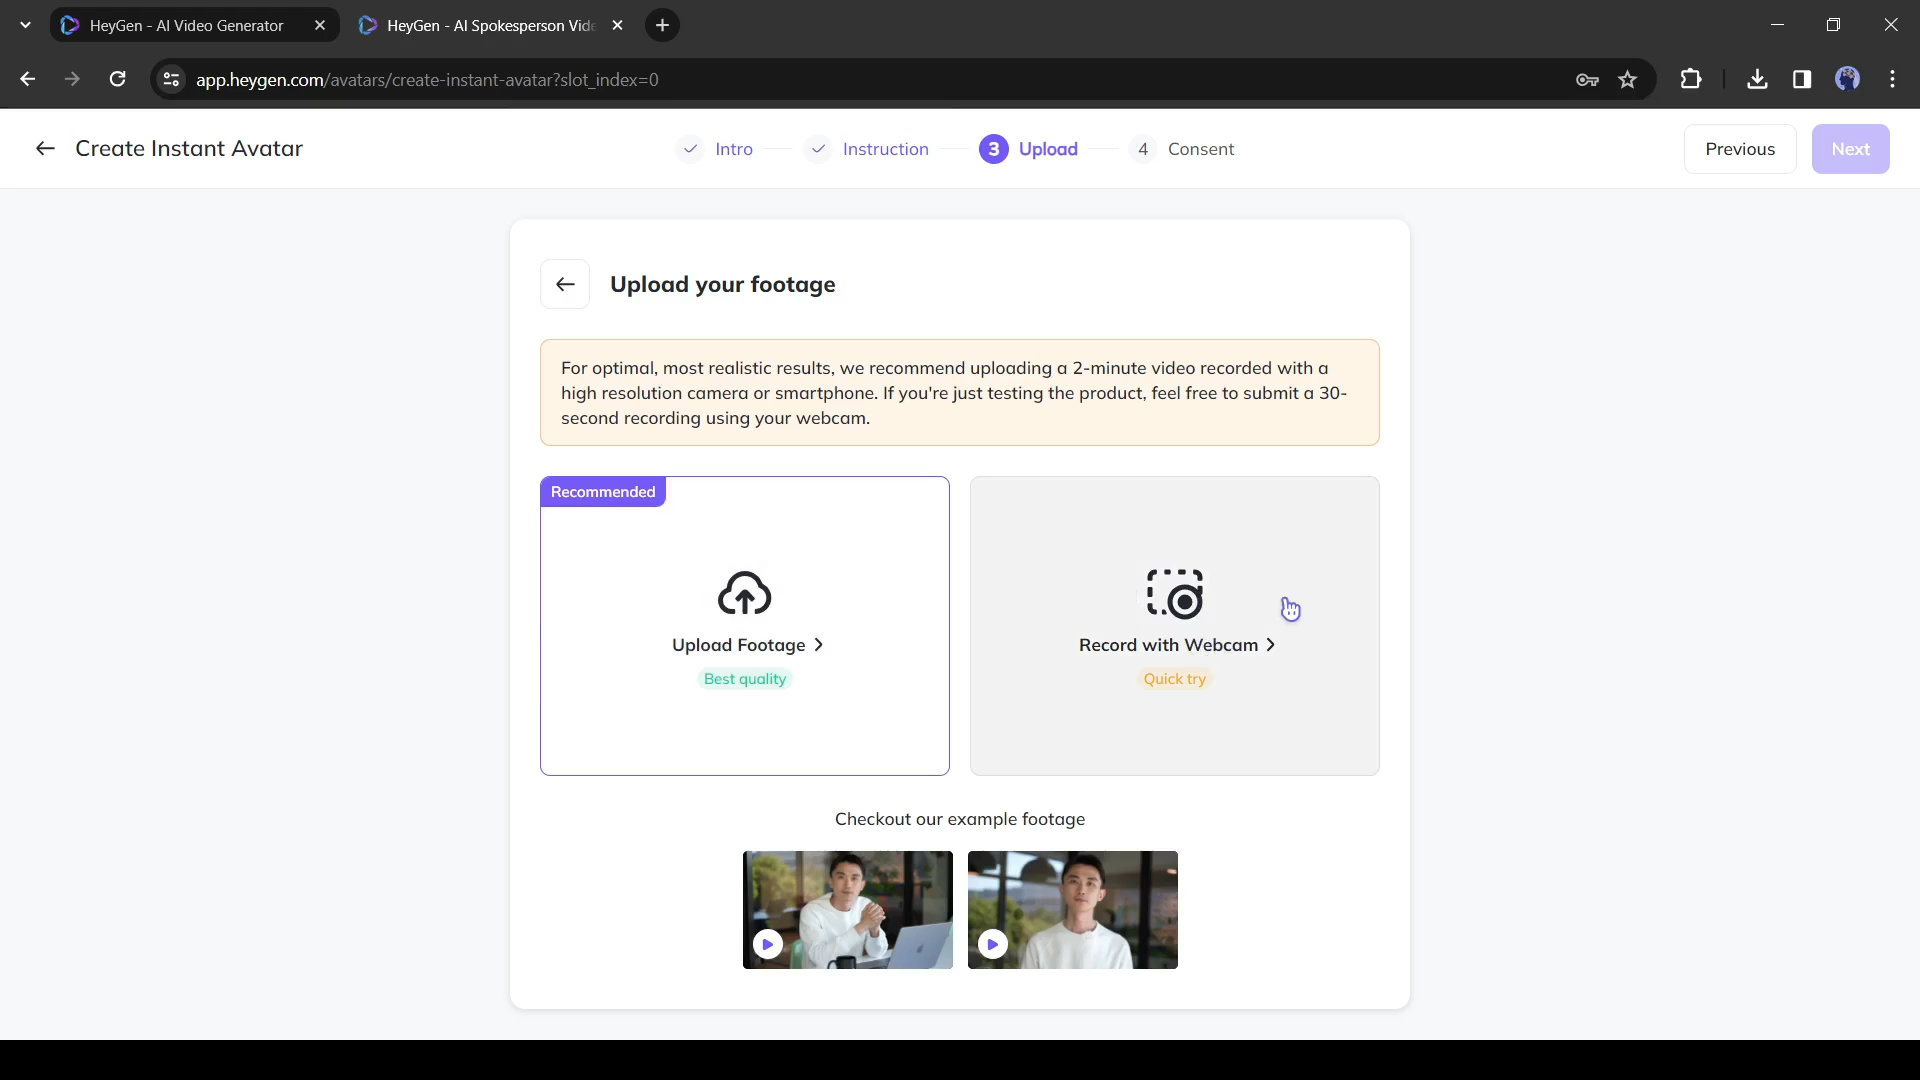 HeyGen - AI Video Generator
HeyGen - AI Spokesperson Vide
app.heygen.com/avatars/create-instant-avatar?slot_index=0
Create Instant Avatar
Intro
Instruction
3 Upload
4 Consent
Previous
Next
Upload your footage
For optimal, most realistic results, we recommend uploading a 2-minute video recorded with a
high resolution camera or smartphone. If you're just testing the product, feel free to submit a 30-
second recording using your webcam.
Recommended
Upload Footage
Best quality
Record with Webcam
Quick try
Checkout our example footage